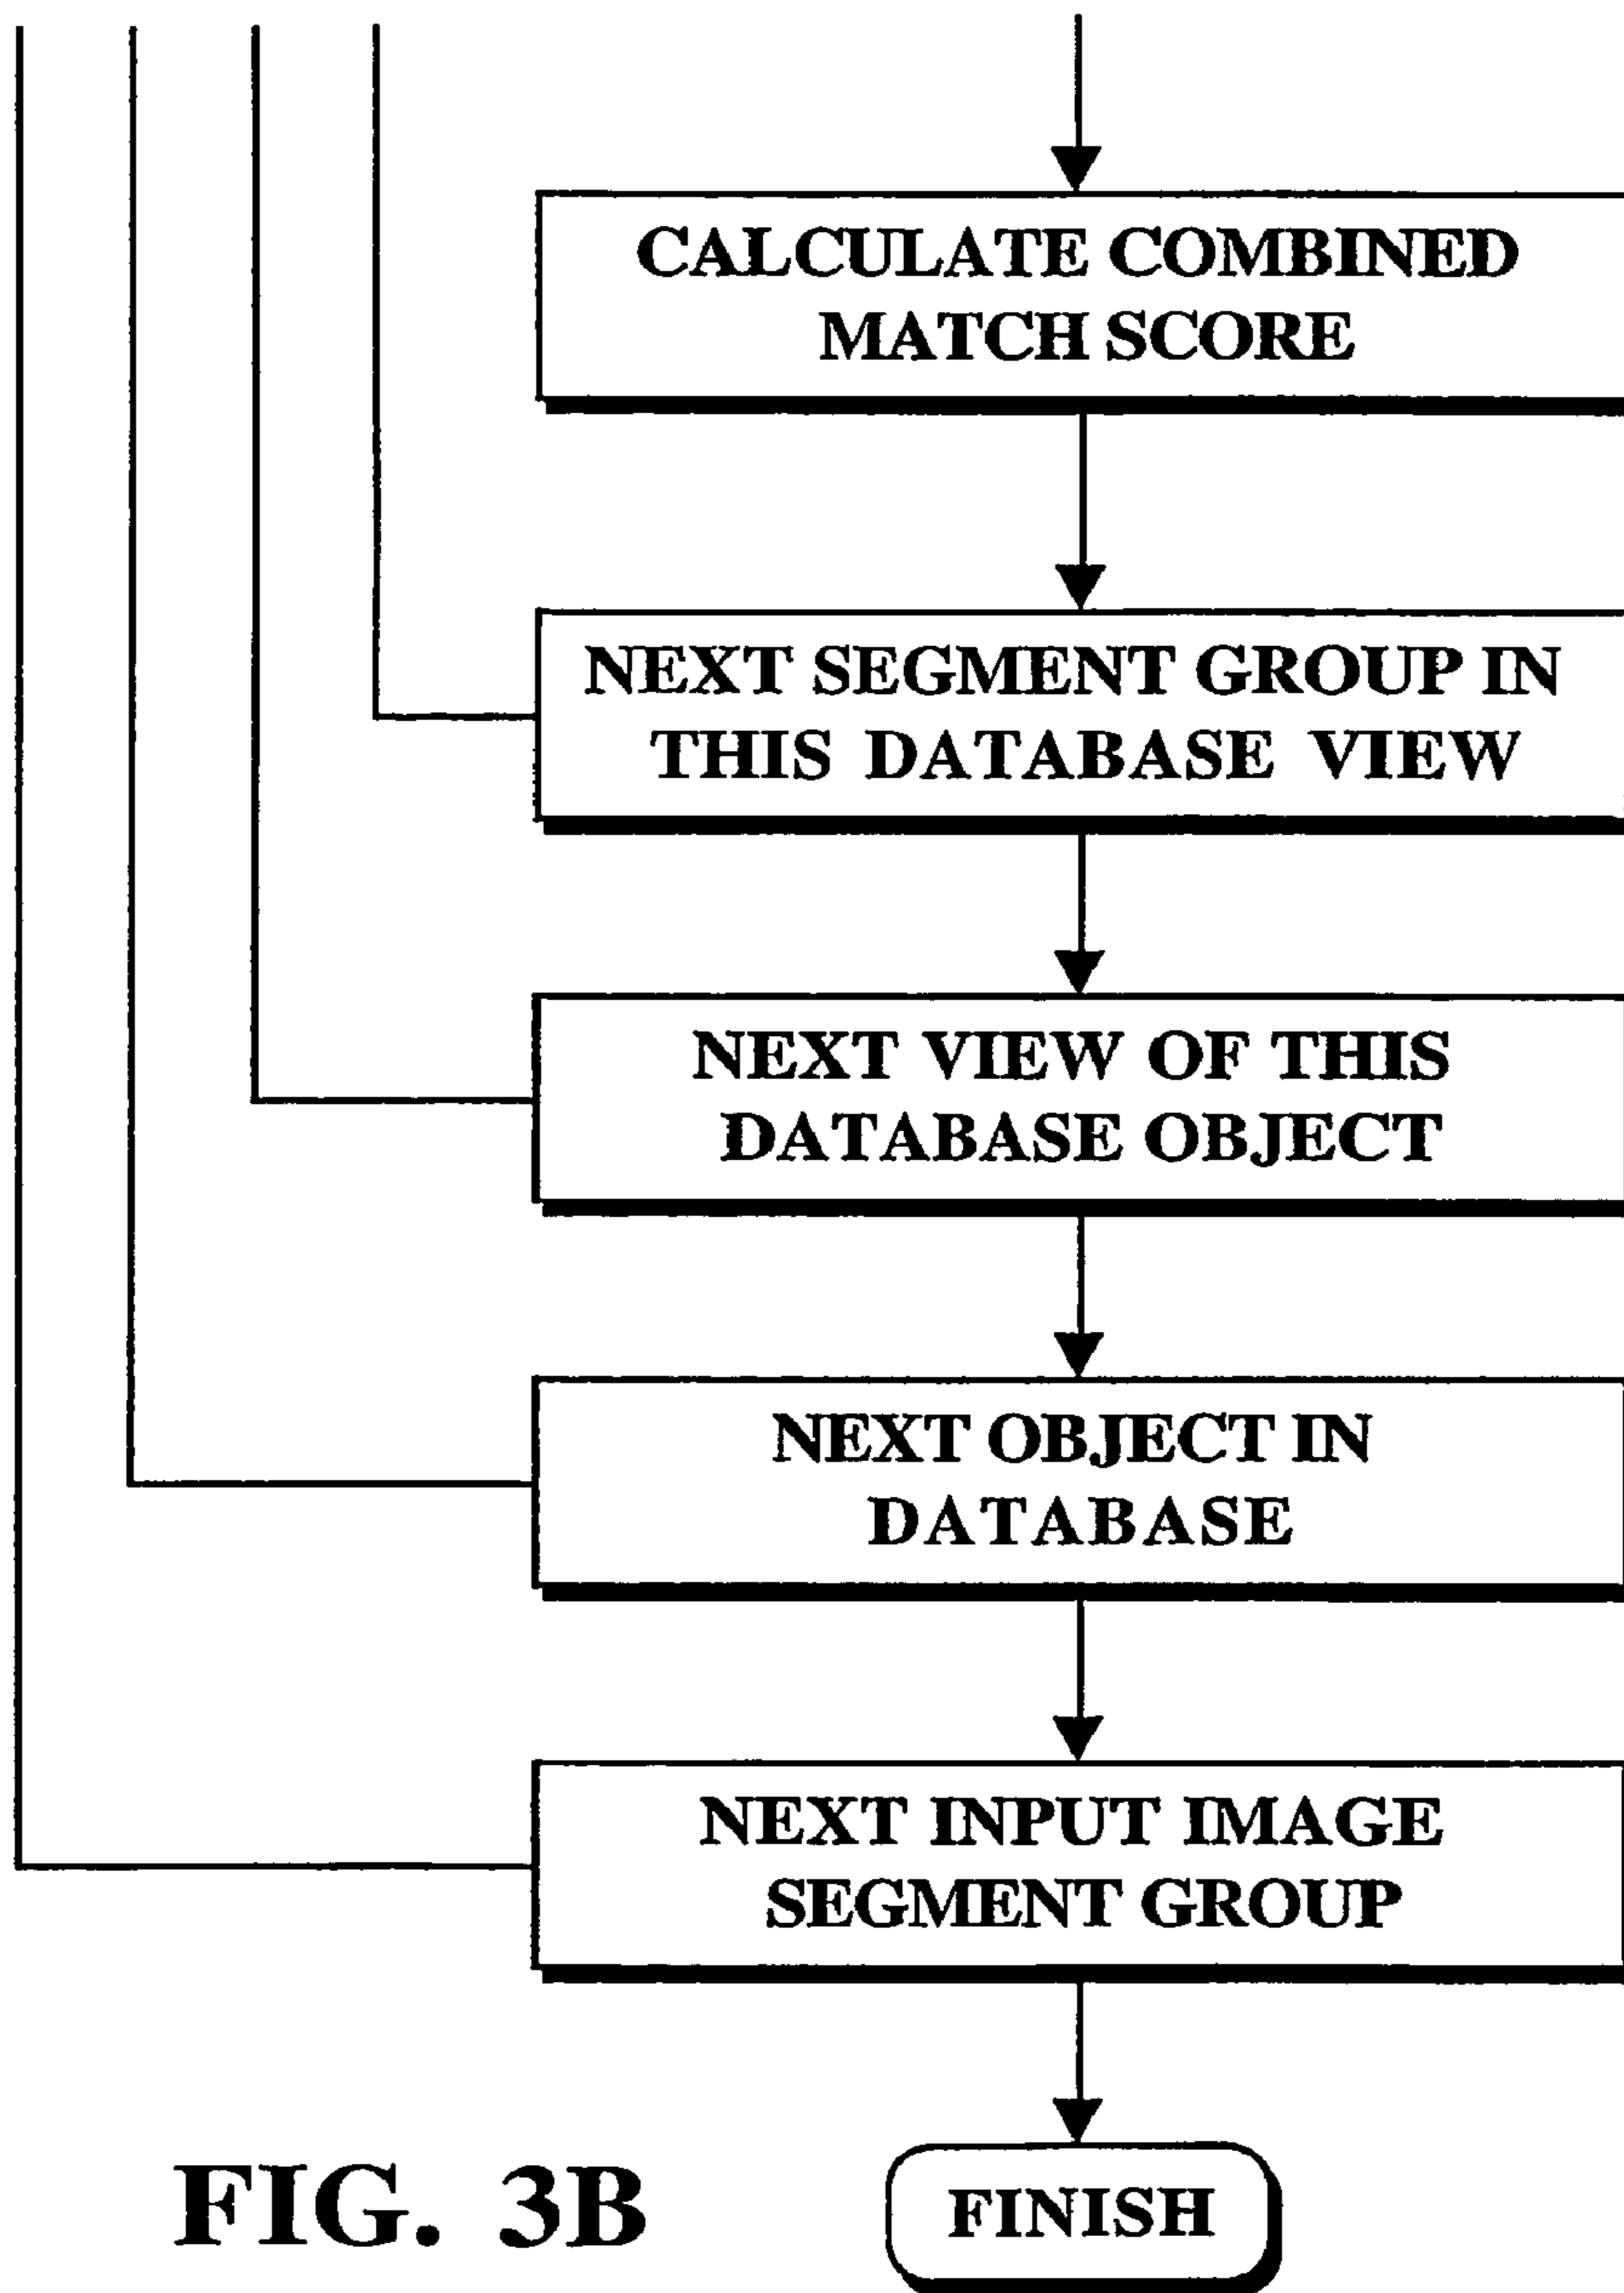 CALCULATE COMBINED
MATCH SCORE
NEXT SEGMENT GROUP IN
THIS DATABASE VIEW
NEXT VIEW OF THIS
DATABASE OBJECT
NEXT OBJECT IN
DATABASE
NEXT INPUT IMAGE
SEGMENT GROUP
FINISH
FIG. 3B